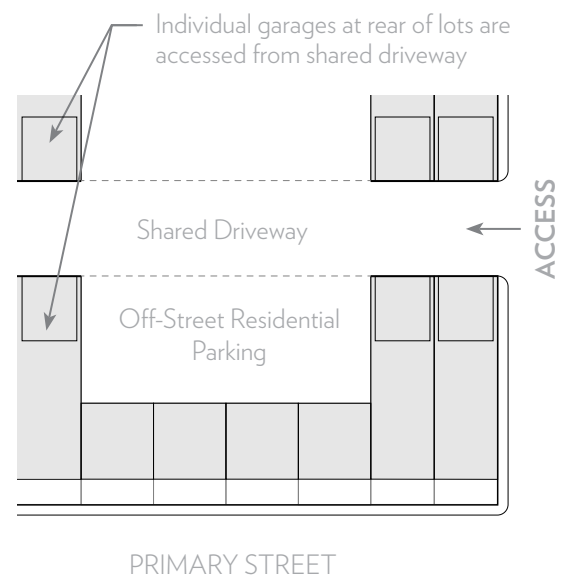 Individual garages at rear of lots are
accessed from shared driveway
Shared Driveway
ACCESS
Off-Street Residential
Parking
PRIMARY STREET